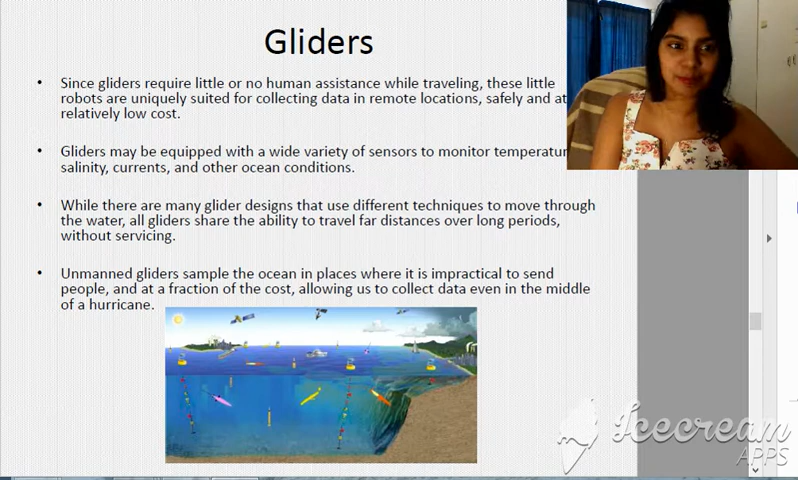 Gliders
• Since gliders require little or no human assistance while traveling, these little
robots are uniquely suited for collecting data in remote locations, safely and at
relatively low cost.
• Gliders may be equipped with a wide variety of sensors to monitor
salinity, currents, and other ocean conditions.
• While there are many glider designs that use different techniques to move through
the water, all gliders share the ability to travel far distances over long periods,
without servicing.
• Unmanned gliders sample the ocean in places where it is impractical to send
people, and at a fraction of the cost, allowing us to collect data even in the middle
of a hurricane.
Icecream
APPS